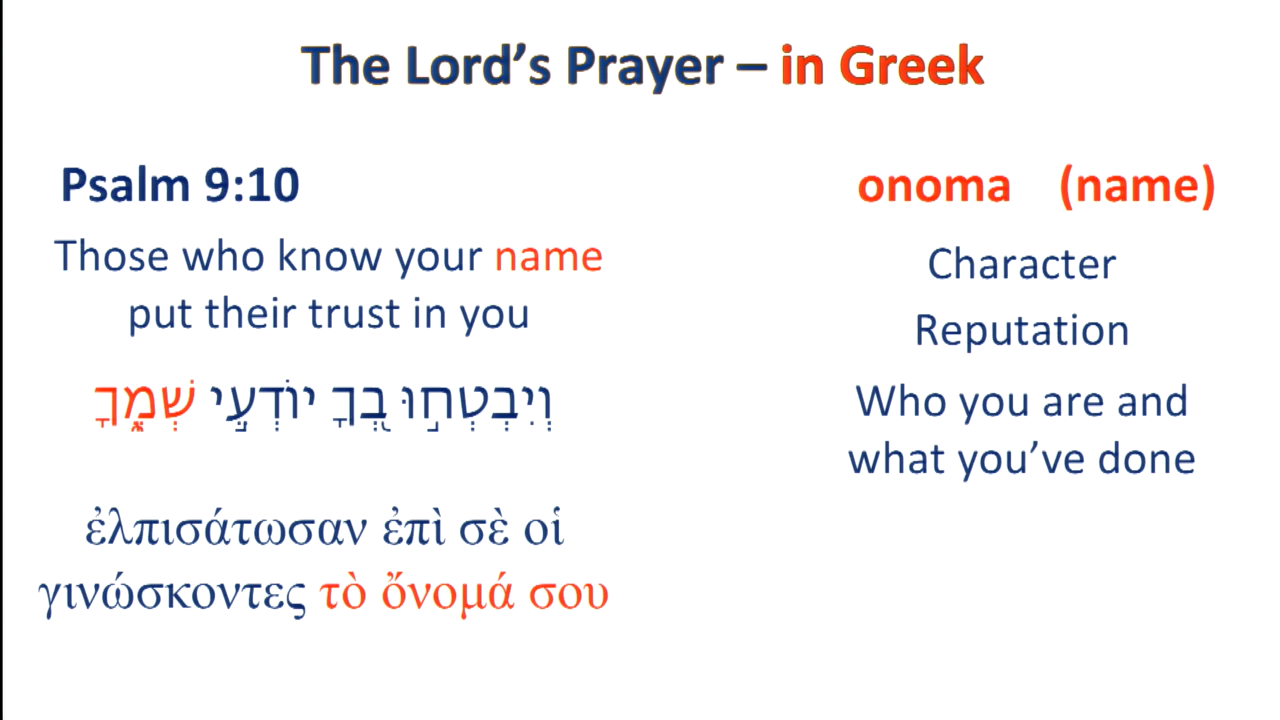 The Lord’s Prayer – in Greek
Psalm 9:10
Those who know your name
put their trust in you
וְיִבְטְח֣וּ בְ֭ךָ יוֹדְעֵ֣י שְׁמֶ֑ךָ
ἐλπισάτωσαν ἐπὶ σὲ οἱ
γινώσκοντες τὸ ὄνομά σου
onoma (name)
Character
Reputation
Who you are and
what you’ve done